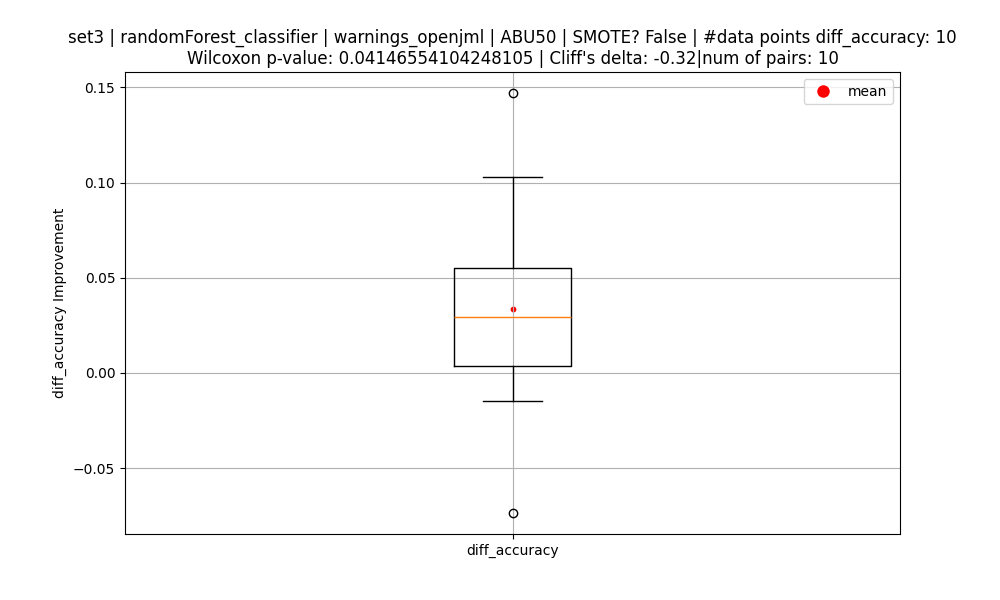 set3 | randomForest_classifier | warnings_openjml | ABU50 | SMOTE? False | #data points diff_accuracy: 10
Wilcoxon p-value: 0.04146554104248105 | Cliff's delta: -0.32|num of pairs: 10
mean
0.15
0.10
0.05
0.00
−0.05
diff_accuracy Improvement
diff_accuracy